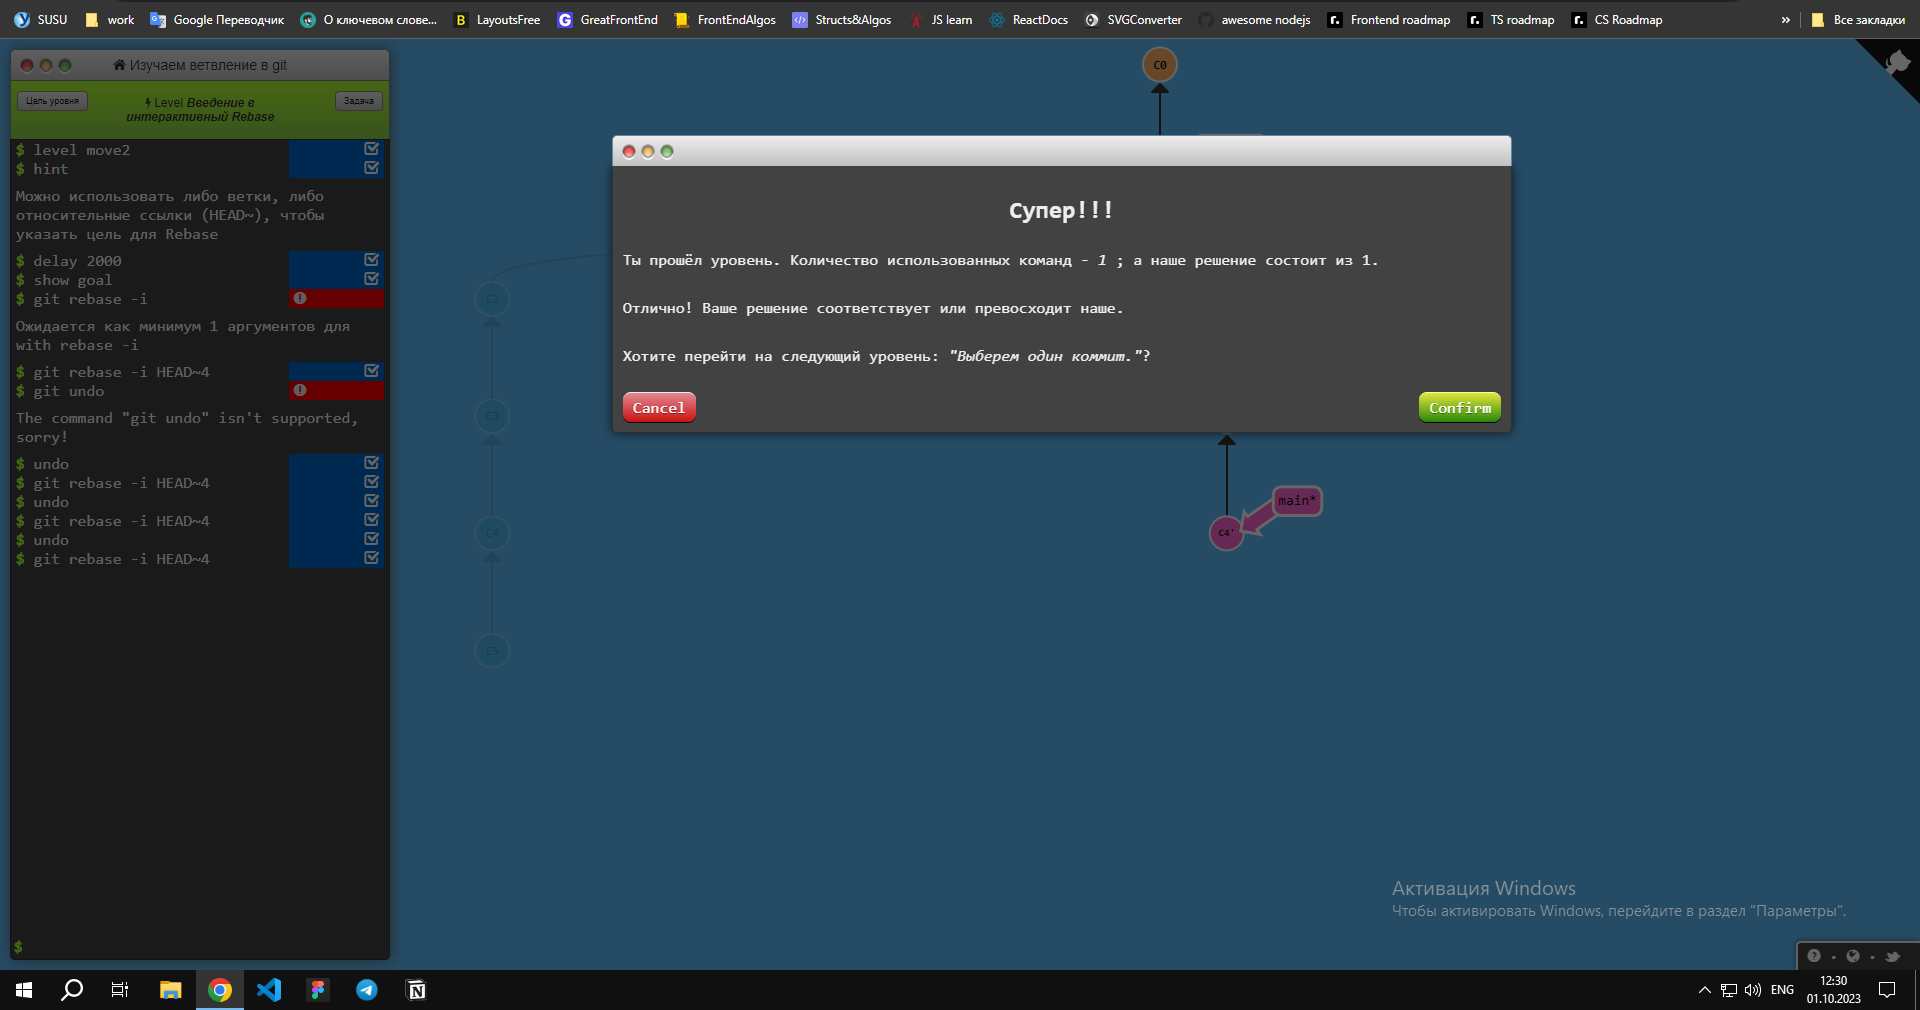 SUSU
work
Google Переводчик
О ключевом слове...
LayoutsFree
GreatFrontEnd
FrontEndAlgos
Structs&Algos
JS learn
ReactDocs
SVGConverter
awesome nodejs
Frontend roadmap
TS roadmap
CS Roadmap
»
Все закладки
Изучаем ветвление в git
Цель уровня
Level Введение в
интерактивный Rebase
Задача
$ level move2
$ hint
Можно использовать либо ветки, либо
относительные ссылки (HEAD~), чтобы
указать цель для Rebase
$ delay 2000
$ show goal
$ git rebase -i
Ожидается как минимум 1 аргументов для
with rebase -i
$ git rebase -i HEAD~4
$ git undo
The command "git undo" isn't supported,
sorry!
$ undo
$ git rebase -i HEAD~4
$ undo
$ git rebase -i HEAD~4
$ undo
$ git rebase -i HEAD~4
$
C0
Супер!!!
Ты прошёл уровень. Количество использованных команд - 1 ; а наше решение состоит из 1.
Отлично! Ваше решение соответствует или превосходит наше.
Хотите перейти на следующий уровень: "Выберем один коммит."?
Cancel
Confirm
C2
C3
C4
C5
main*
C4'
Активация Windows
Чтобы активировать Windows, перейдите в раздел "Параметры".
ENG
12:30
01.10.2023